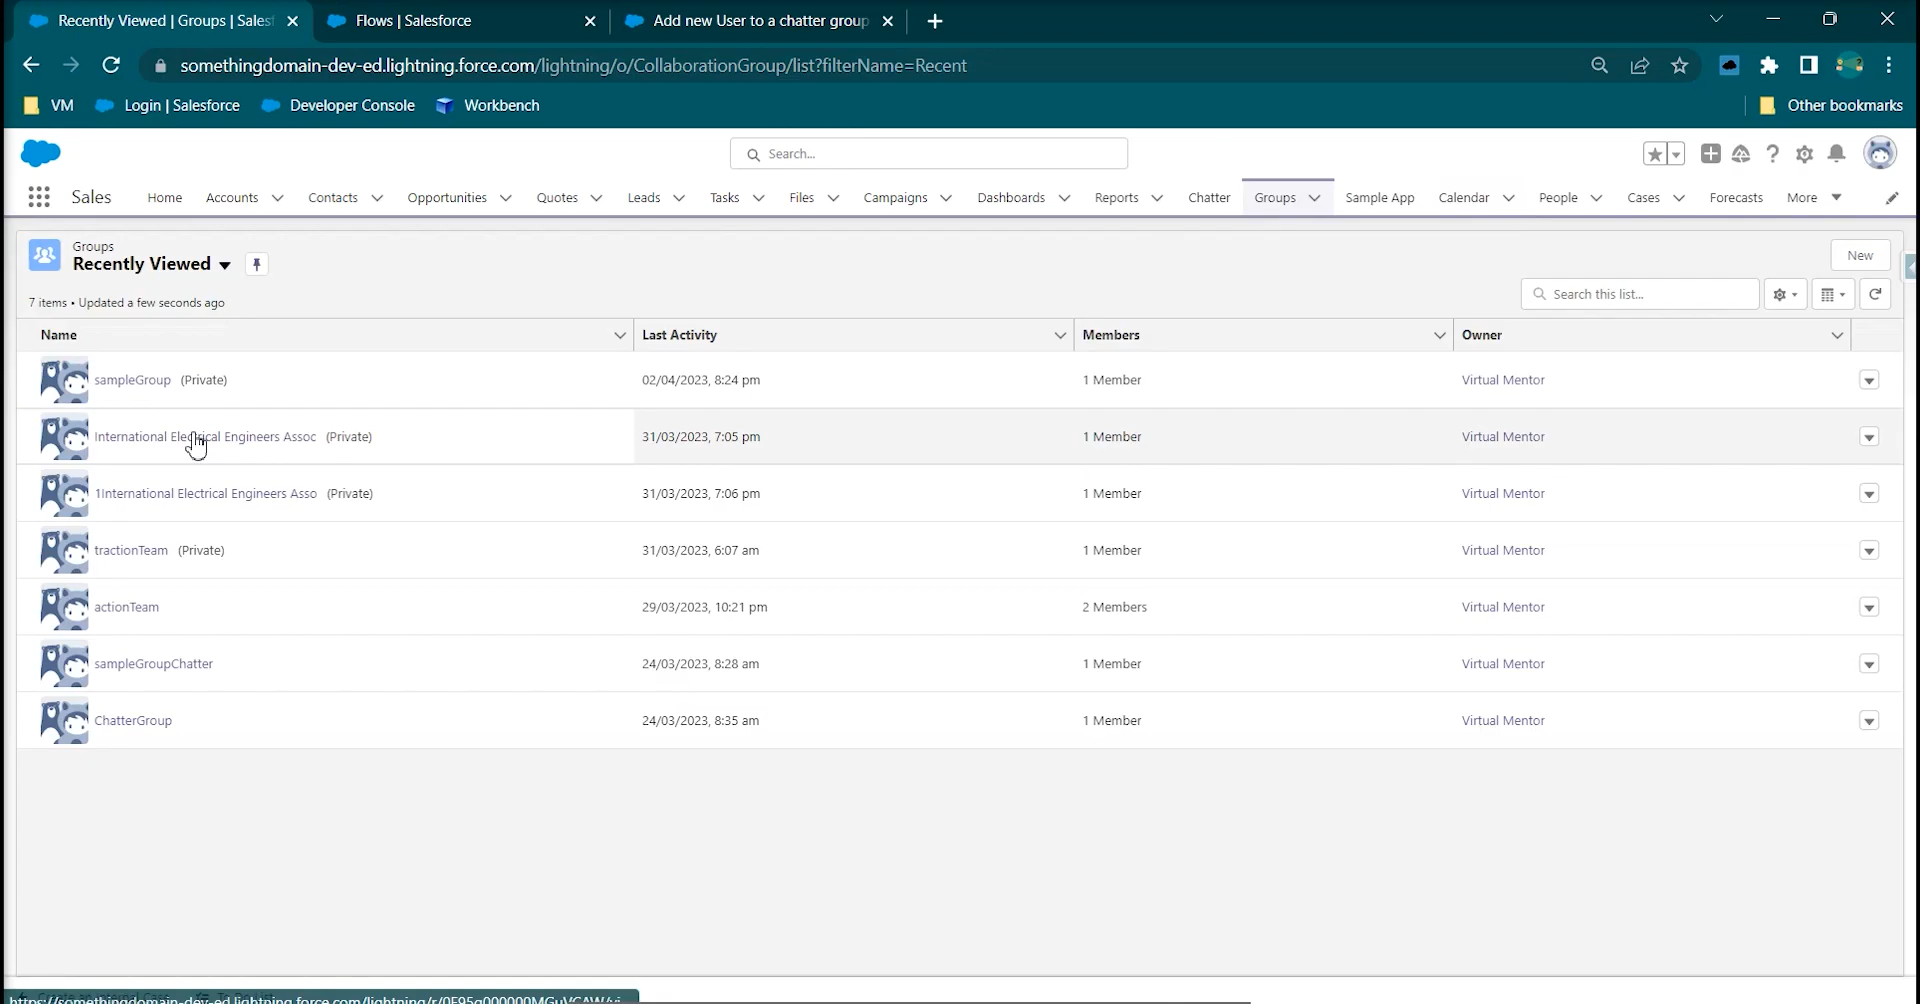 Recently Viewed | Groups | Sales
Flows | Salesforce
Add new User to a chatter group
somethingdomain-dev-ed.lightning.force.com/lightning/o/CollaborationGroup/list?filterName=Recent
VM
Login | Salesforce
Developer Console
Workbench
Other bookmarks
Search...
Sales
Home
Accounts
Contacts
Opportunities
Quotes
Leads
Tasks
Files
Campaigns
Dashboards
Reports
Chatter
Groups
Sample App
Calendar
People
Cases
Forecasts
More
Groups
Recently Viewed
New
7 items • Updated a few seconds ago
Search this list...
Name Last Activity Members Owner
sampleGroup (Private) 02/04/2023, 8:24 pm 1 Member Virtual Mentor
International Electrical Engineers Assoc (Private) 31/03/2023, 7:05 pm 1 Member Virtual Mentor
1International Electrical Engineers Asso (Private) 31/03/2023, 7:06 pm 1 Member Virtual Mentor
tractionTeam (Private) 31/03/2023, 6:07 am 1 Member Virtual Mentor
actionTeam 29/03/2023, 10:21 pm 2 Members Virtual Mentor
sampleGroupChatter 24/03/2023, 8:28 am 1 Member Virtual Mentor
ChatterGroup 24/03/2023, 8:35 am 1 Member Virtual Mentor